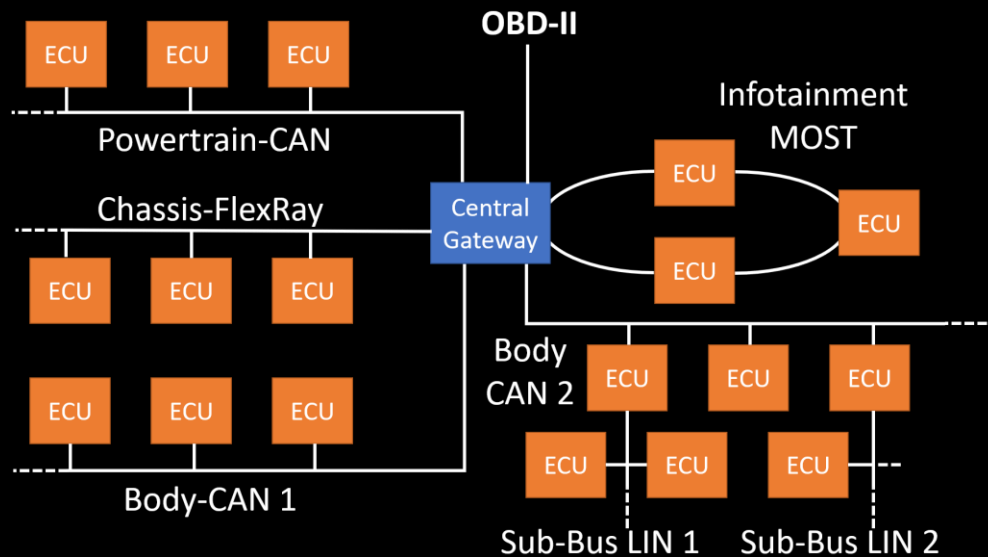 OBD-II
ECU
ECU
ECU
Powertrain-CAN
Infotainment
MOST
Chassis-FlexRay
Central
Gateway
ECU
ECU
ECU
ECU
ECU
ECU
Body
CAN 2
ECU
ECU
ECU
ECU
ECU
ECU
Body-CAN 1
ECU
ECU
ECU
Sub-Bus LIN 1
Sub-Bus LIN 2